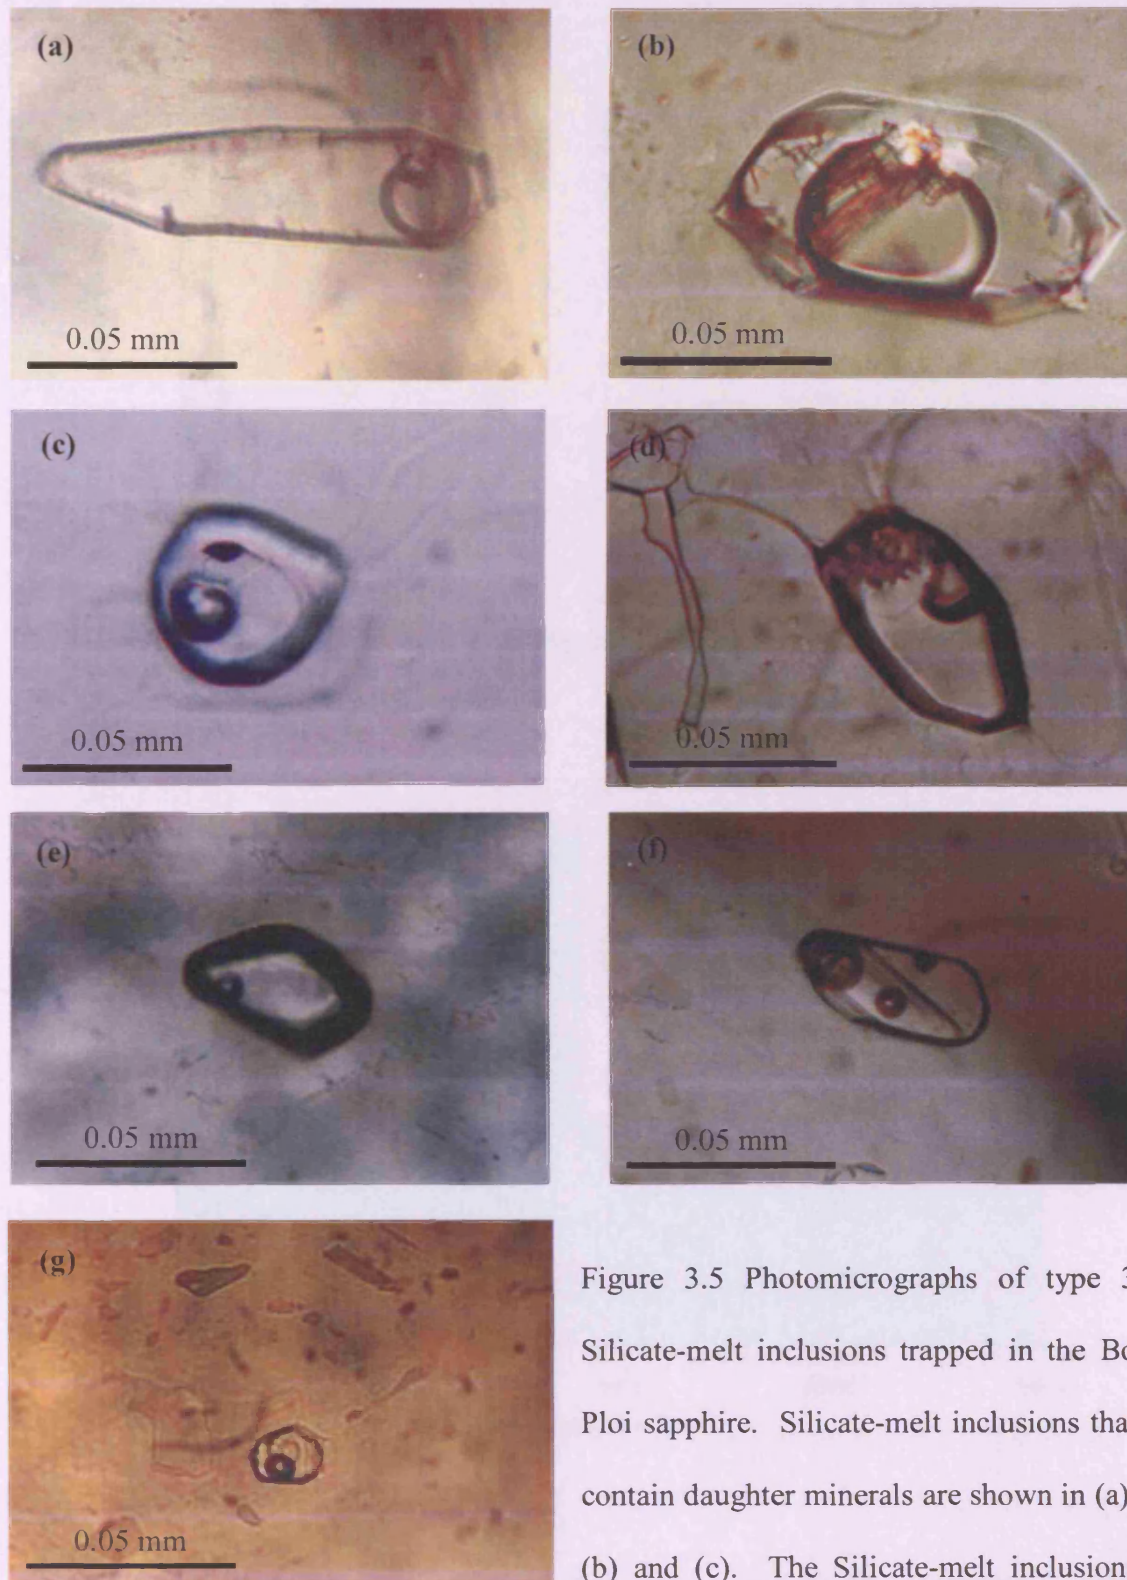 (a)
(b)
0.05 mm
0.05 mm
(c)
(d)
0.05 mm
0.05 mm
(e)
(f)
0.05 mm
0.05 mm
(g)
0.05 mm
Figure 3.5 Photomicrographs of type 3
Silicate-melt inclusions trapped in the Bo
Ploi sapphire. Silicate-melt inclusions tha
contain daughter minerals are shown in (a)
(b) and (c). The Silicate-melt inclusion